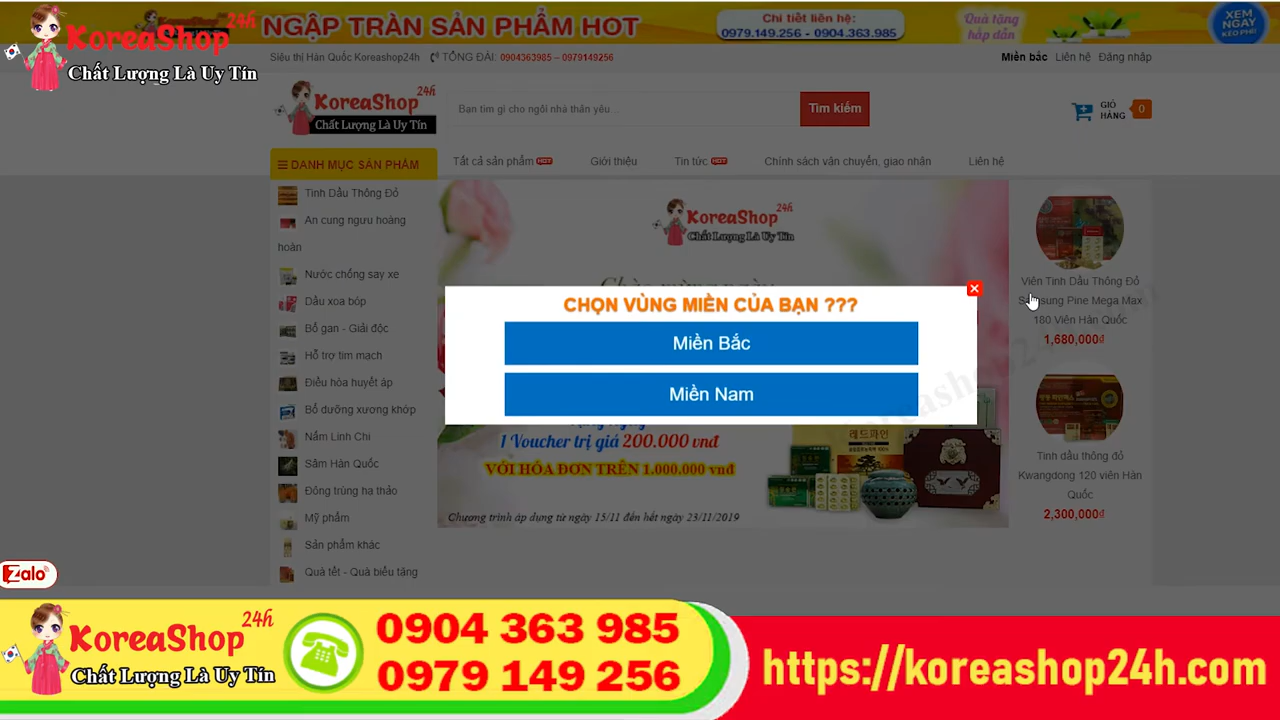 KoreaShop 24h
Chất Lượng Là Uy Tín
NGẬP TRÀN SẢN PHẨM HOT
Chi tiết liên hệ:
0979.149.256 - 0904.363.985
Quà tặng
hấp dẫn
XEM
NGAY
KẺO PHÍ!
Siêu thị Hàn Quốc Koreashop24h
TỔNG ĐÀI: 0904363985 – 0979149256
Miền bắc Liên hệ Đăng nhập
KoreaShop 24h
Chất Lượng Là Uy Tín
Bạn tìm gì cho ngôi nhà thân yêu...
Tìm kiếm
GIỎ
HÀNG
0
DANH MỤC SẢN PHẨM
Tất cả sản phẩm HOT
Giới thiệu
Tin tức HOT
Chính sách vận chuyển, giao nhận
Liên hệ
Tinh Dầu Thông Đỏ
An cung ngưu hoàng
hoàn
Nước chống say xe
Dầu xoa bóp
Bổ gan - Giải độc
Hỗ trợ tim mạch
Điều hòa huyết áp
Bồi dưỡng xương khớp
Nấm Linh Chi
Sâm Hàn Quốc
Đông trùng hạ thảo
Mỹ phẩm
Sản phẩm khác
Quà tết - Quà biếu tặng
KoreaShop 24h
Chất Lượng Là Uy Tín
CHỌN VÙNG MIỀN CỦA BẠN ???
Miền Bắc
Miền Nam
1 Voucher trị giá 200.000 vnđ
VỚI HÓA ĐƠN TRÊN 1.000.000 vnđ
Chương trình áp dụng từ ngày 15/11 đến hết ngày 23/11/2019
Viên Tinh Dầu Thông Đỏ
Samsung Pine Mega Max
180 Viên Hàn Quốc
1,680,000₫
Tinh dầu thông đỏ
Kwangdong 120 viên Hàn
Quốc
2,300,000₫
Zalo
KoreaShop 24h
Chất Lượng Là Uy Tín
0904 363 985
0979 149 256
https://koreashop24h.com